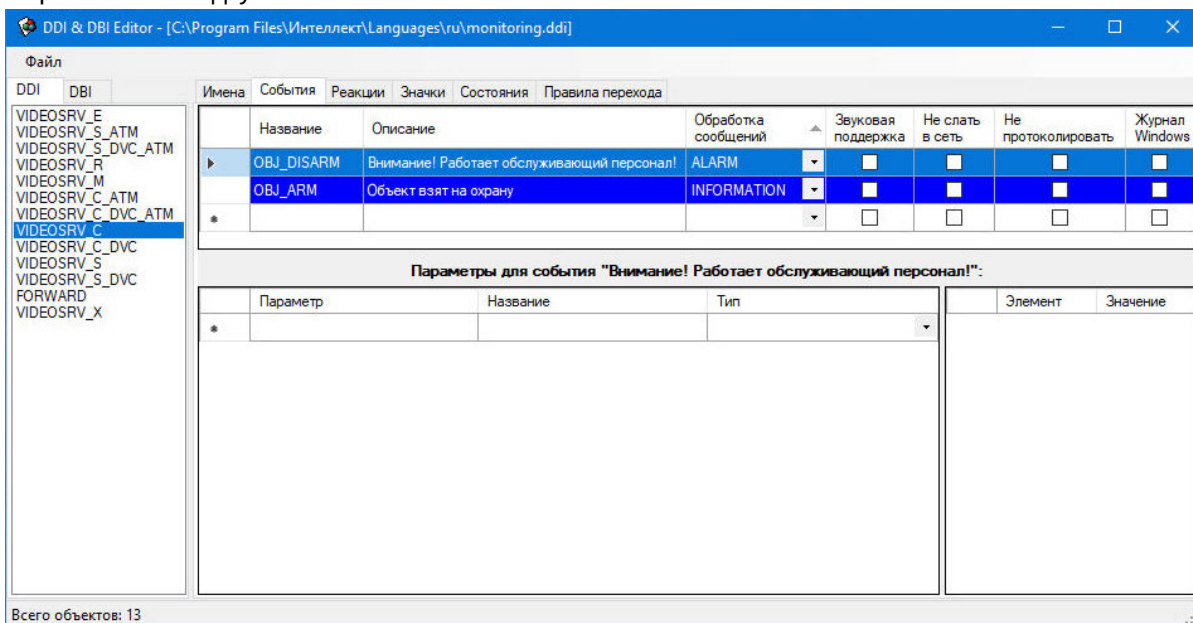 DDI & DBI Editor - [C:\Program Files\Интеллект\Languages\ru\monitoring.ddi]
Файл
DDI DBI
Имена События Реакции Значки Состояния Правила перехода
VIDEOSRV_E
VIDEOSRV_S_ATM
VIDEOSRV_S_DVC_ATM
VIDEOSRV_R
VIDEOSRV_M
VIDEOSRV_C_ATM
VIDEOSRV_C_DVC_ATM
VIDEOSRV_C
VIDEOSRV_C_DVC
VIDEOSRV_S
VIDEOSRV_S_DVC
FORWARD
VIDEOSRV_X
Название Описание Обработка сообщений Звуковая поддержка Не слать в сеть Не протоколировать Журнал Windows
OBJ_DISARM Внимание! Работает обслуживающий персонал! ALARM
OBJ_ARM Объект взят на охрану INFORMATION
Параметры для события "Внимание! Работает обслуживающий персонал!":
Параметр Название Тип Элемент Значение
Всего объектов: 13